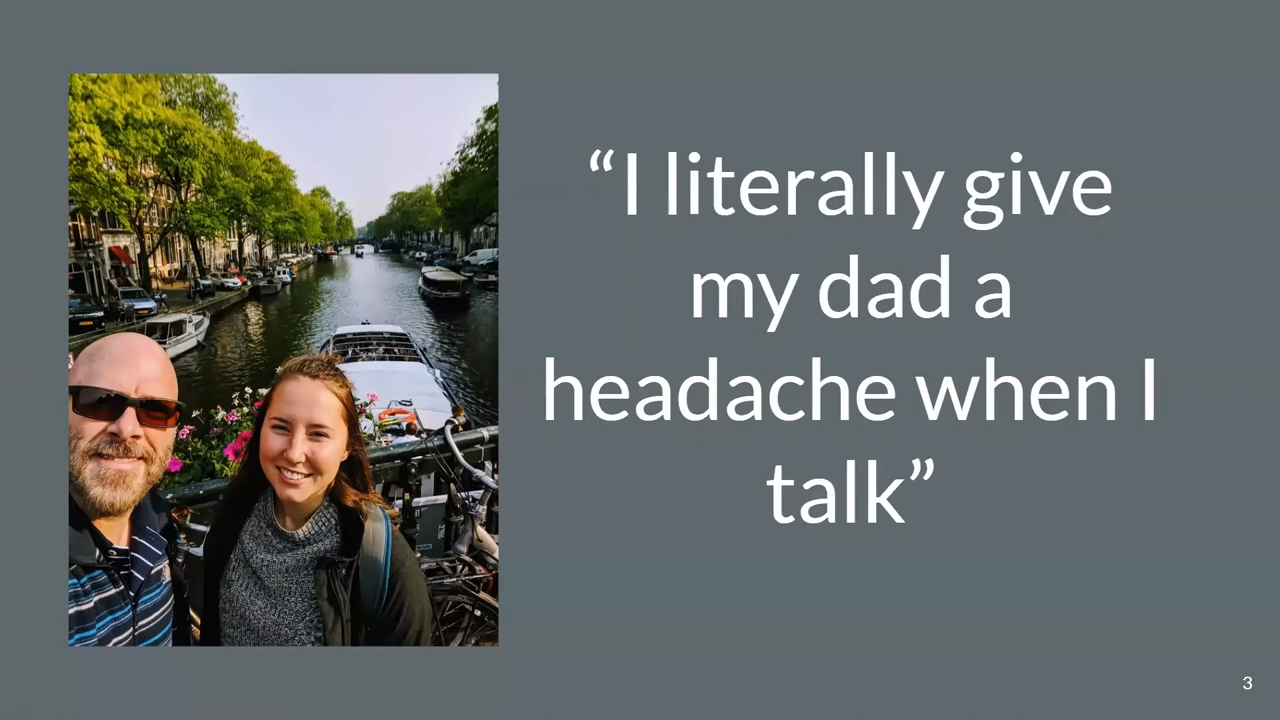 “I literally give
my dad a
headache when I
talk”
3